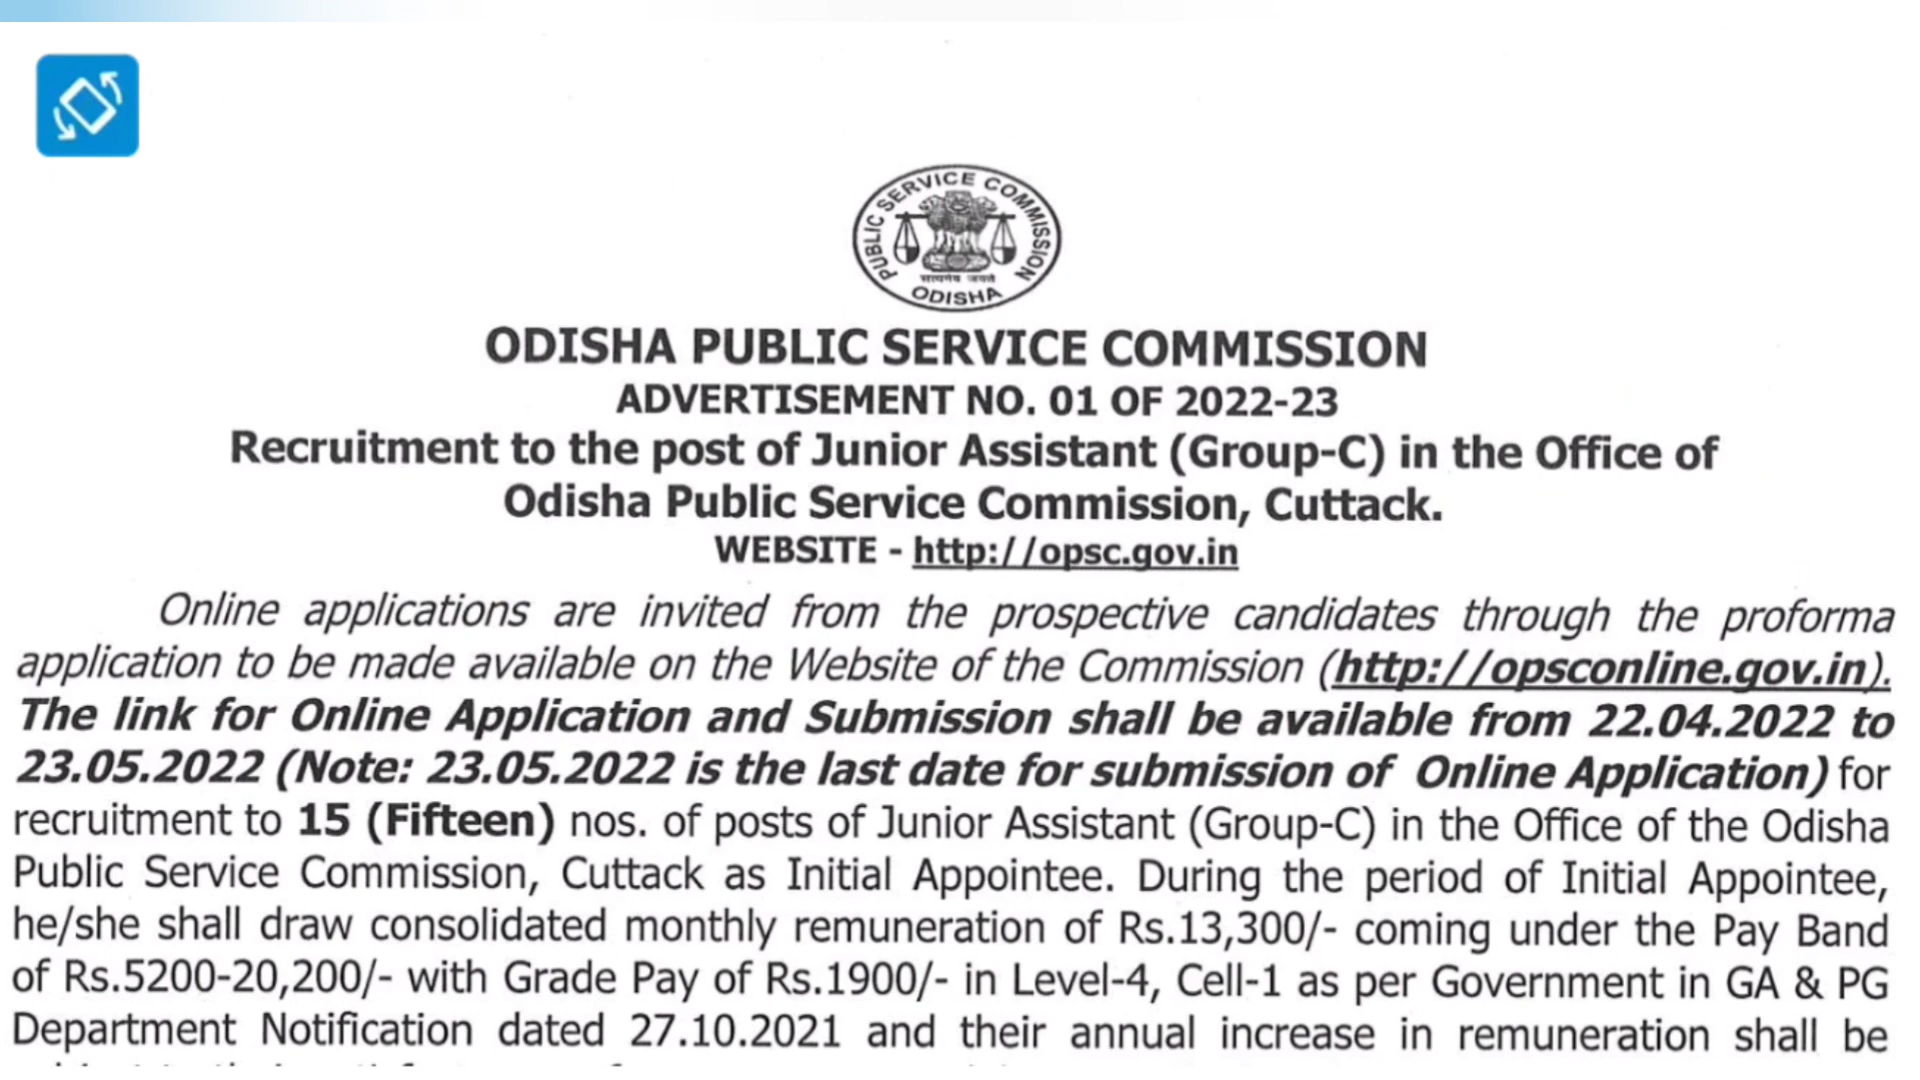 PUBLIC SERVICE COMMISSION
सत्यमेव जयते
ODISHA
ODISHA PUBLIC SERVICE COMMISSION
ADVERTISEMENT NO. 01 OF 2022-23
Recruitment to the post of Junior Assistant (Group-C) in the Office of
Odisha Public Service Commission, Cuttack.
WEBSITE - http://opsc.gov.in
Online applications are invited from the prospective candidates through the proforma
application to be made available on the Website of the Commission (http://opsconline.gov.in).
The link for Online Application and Submission shall be available from 22.04.2022 to
23.05.2022 (Note: 23.05.2022 is the last date for submission of Online Application) for
recruitment to 15 (Fifteen) nos. of posts of Junior Assistant (Group-C) in the Office of the Odisha
Public Service Commission, Cuttack as Initial Appointee. During the period of Initial Appointee,
he/she shall draw consolidated monthly remuneration of Rs.13,300/- coming under the Pay Band
of Rs.5200-20,200/- with Grade Pay of Rs.1900/- in Level-4, Cell-1 as per Government in GA & PG
Department Notification dated 27.10.2021 and their annual increase in remuneration shall be